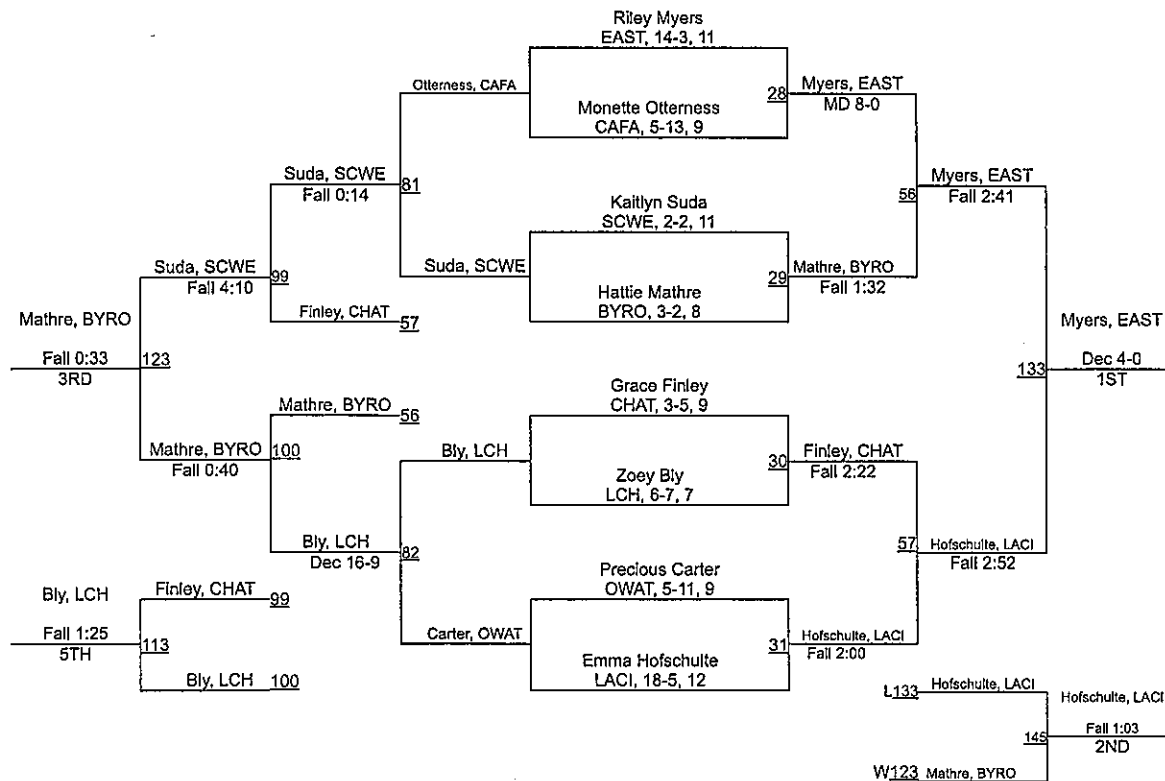 Riley Myers
EAST, 14-3, 11
Otterness, CAFA
28
Myers, EAST
MD 8-0
Monette Otterness
CAFA, 5-13, 9
Suda, SCWE
Fall 0:14
81
56
Myers, EAST
Fall 2:41
Kaitlyn Suda
SCWE, 2-2, 11
Suda, SCWE
Fall 4:10
99
Suda, SCWE
29
Mathre, BYRO
Fall 1:32
Hattie Mathre
BYRO, 3-2, 8
Finley, CHAT
57
Mathre, BYRO
Fall 0:33
3RD
123
133
Myers, EAST
Dec 4-0
1ST
Grace Finley
CHAT, 3-5, 9
Mathre, BYRO
56
Mathre, BYRO
Fall 0:40
100
Bly, LCH
30
Finley, CHAT
Fall 2:22
Zoey Bly
LCH, 6-7, 7
Bly, LCH
Dec 16-9
82
57
Hofschulte, LACI
Fall 2:52
Precious Carter
OWAT, 5-11, 9
Bly, LCH
Fall 1:25
5TH
Finley, CHAT
99
113
Carter, OWAT
31
Hofschulte, LACI
Fall 2:00
Emma Hofschulte
LACI, 18-5, 12
Bly, LCH
100
L133
Hofschulte, LACI
Hofschulte, LACI
145
Fall 1:03
2ND
W123
Mathre, BYRO